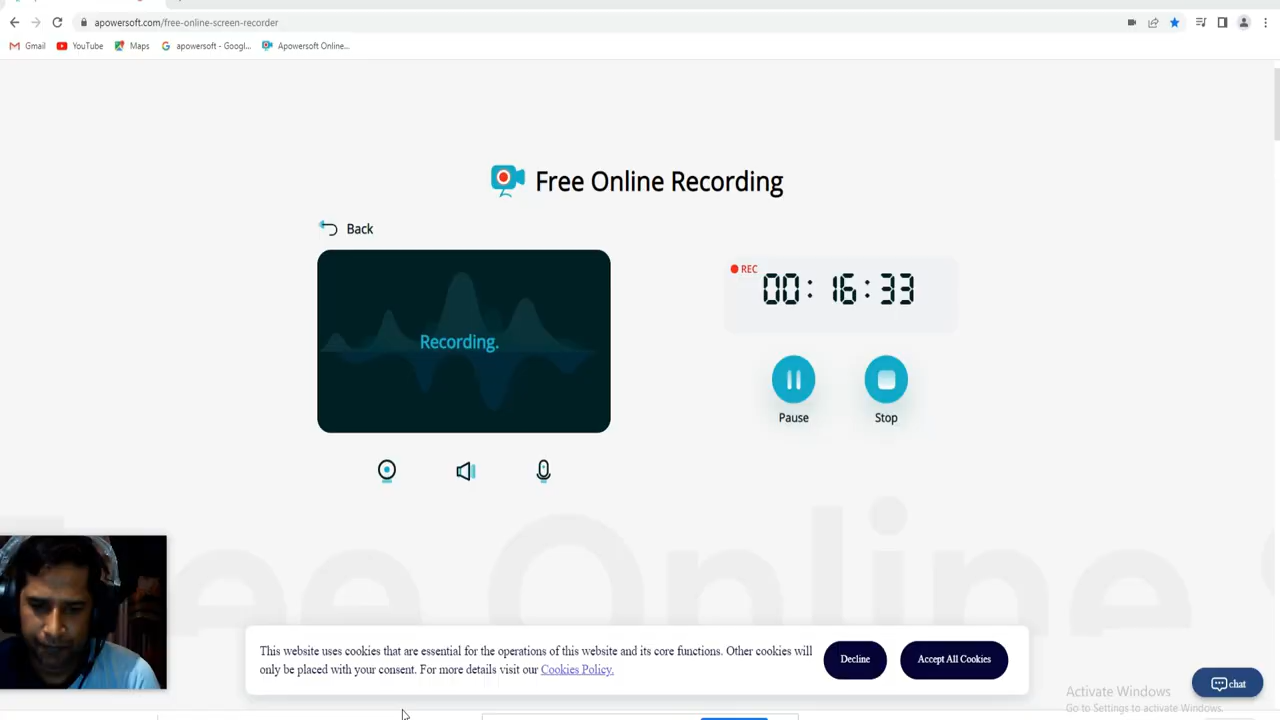 apowersoft.com/free-online-screen-recorder
Gmail YouTube Maps apowersoft - Googl... Apowersoft Online...
Free Online Recording
Back
Recording.
REC
00:16:33
Pause Stop
ee Online S
This website uses cookies that are essential for the operations of this website and its core functions. Other cookies will
only be placed with your consent. For more details visit our Cookies Policy.
Decline
Accept All Cookies
chat
Activate Windows
Go to Settings to activate Windows.